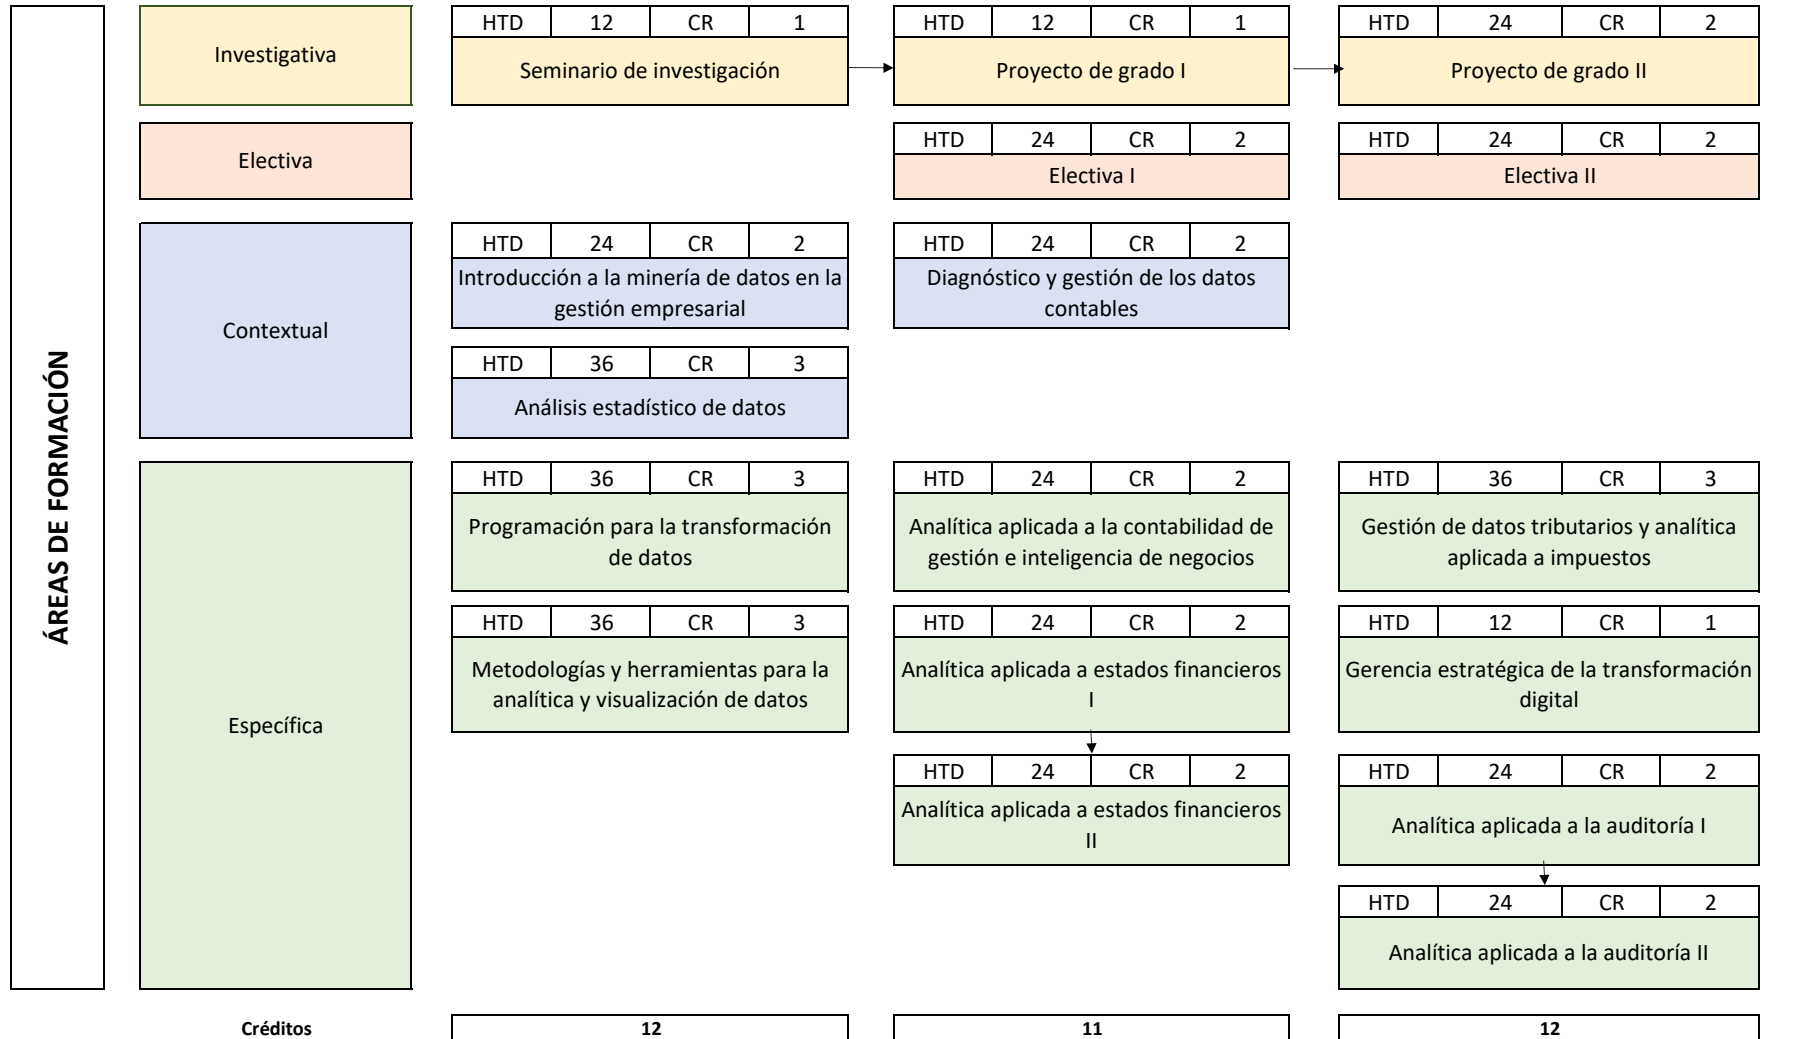 ÁREAS DE FORMACIÓN
Investigativa
HTD 12 CR 1
Seminario de investigación
HTD 12 CR 1
Proyecto de grado I
HTD 24 CR 2
Proyecto de grado II
Electiva
HTD 24 CR 2
Electiva I
HTD 24 CR 2
Electiva II
Contextual
HTD 24 CR 2
Introducción a la minería de datos en la
gestión empresarial
HTD 24 CR 2
Diagnóstico y gestión de los datos
contables
HTD 36 CR 3
Análisis estadístico de datos
Específica
HTD 36 CR 3
Programación para la transformación
de datos
HTD 24 CR 2
Analítica aplicada a la contabilidad de
gestión e inteligencia de negocios
HTD 36 CR 3
Gestión de datos tributarios y analítica
aplicada a impuestos
HTD 36 CR 3
Metodologías y herramientas para la
analítica y visualización de datos
HTD 24 CR 2
Analítica aplicada a estados financieros
I
HTD 12 CR 1
Gerencia estratégica de la transformación
digital
HTD 24 CR 2
Analítica aplicada a estados financieros
II
HTD 24 CR 2
Analítica aplicada a la auditoría I
HTD 24 CR 2
Analítica aplicada a la auditoría II
Créditos 12 11 12